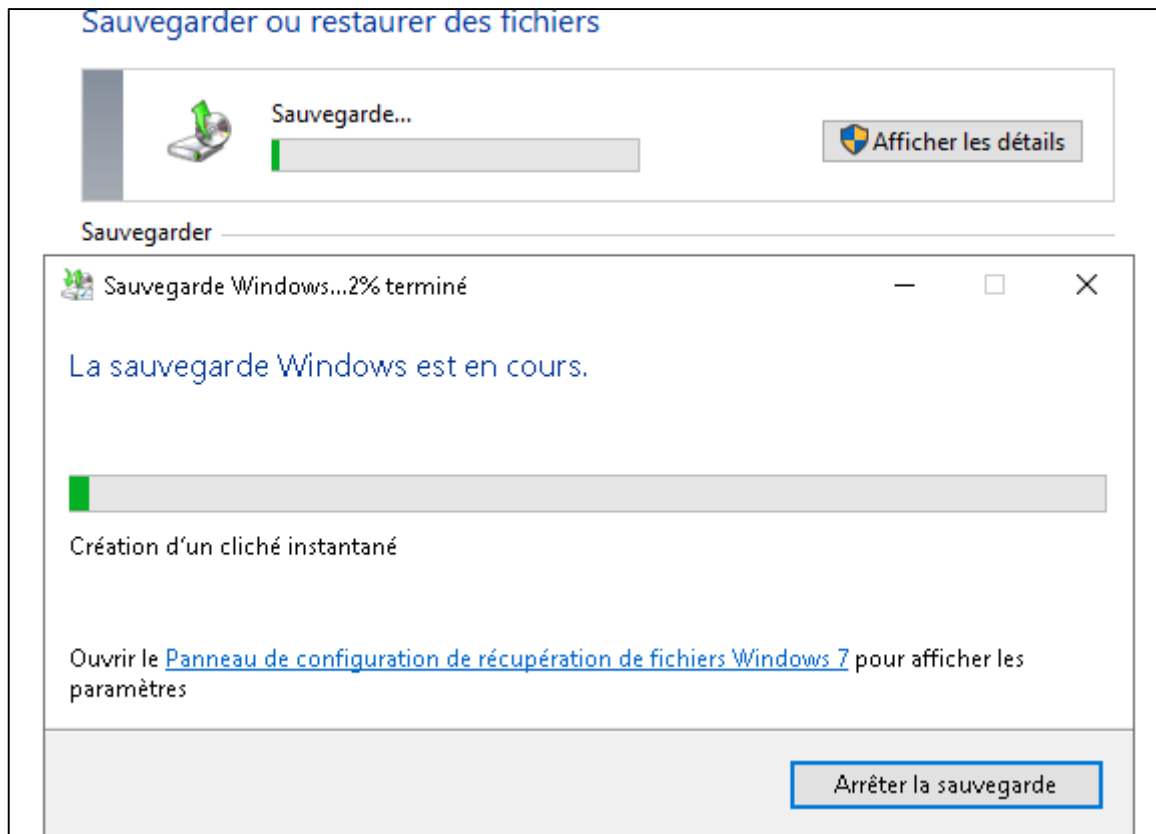 Sauvegarder ou restaurer des fichiers
Sauvegarde...
Afficher les détails
Sauvegarder
Sauvegarde Windows...2% terminé
La sauvegarde Windows est en cours.
Création d'un cliché instantané
Ouvrir le Panneau de configuration de récupération de fichiers Windows 7 pour afficher les
paramètres
Arrêter la sauvegarde